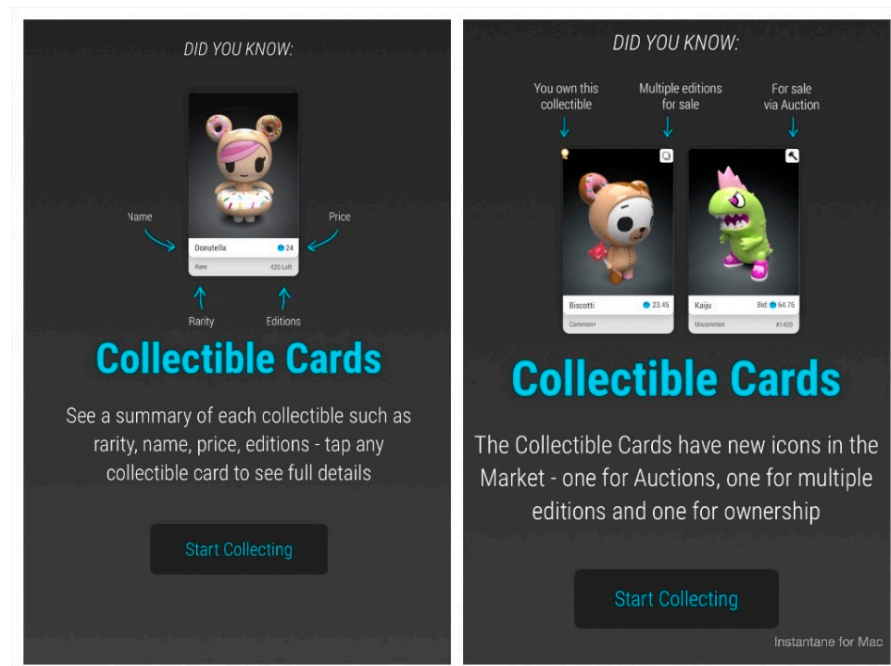 DID YOU KNOW:
Name
Price
Donutella
24
Rare
420 Left
Rarity
Editions
Collectible Cards
See a summary of each collectible such as
rarity, name, price, editions - tap any
collectible card to see full details
Start Collecting
DID YOU KNOW:
You own this
collectible
Multiple editions
for sale
For sale
via Auction
Biscotti
23.45
Common+
Kaiju
Bid: 64.76
Uncommon
#1420
Collectible Cards
The Collectible Cards have new icons in the
Market - one for Auctions, one for multiple
editions and one for ownership
Start Collecting
Instantane for Mac